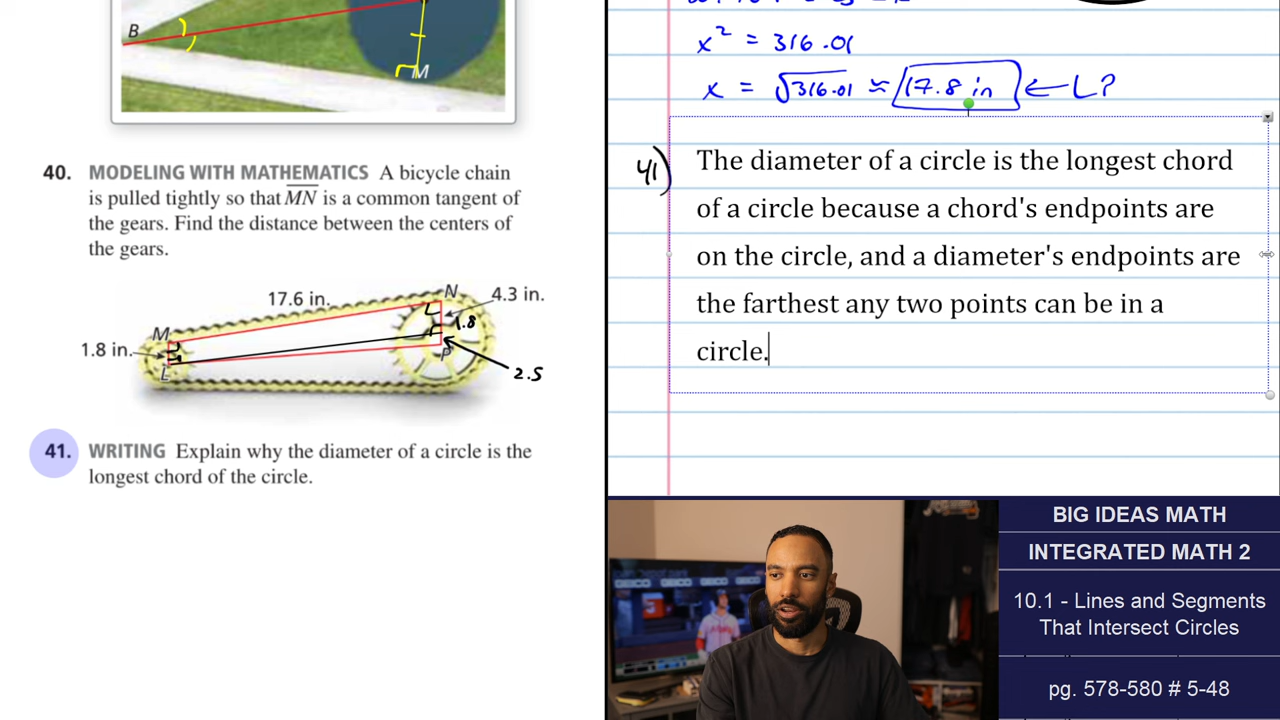 B
M
40. MODELING WITH MATHEMATICS A bicycle chain
is pulled tightly so that MN is a common tangent of
the gears. Find the distance between the centers of
the gears.
17.6 in.
N
4.3 in.
M
1.8
1.8 in.
L
P
2.5
41. WRITING Explain why the diameter of a circle is the
longest chord of the circle.
x² = 316.01
x = √316.01 ≈ 17.8 in ← LP
41) The diameter of a circle is the longest chord
of a circle because a chord's endpoints are
on the circle, and a diameter's endpoints are
the farthest any two points can be in a
circle.
BIG IDEAS MATH
INTEGRATED MATH 2
10.1 - Lines and Segments
That Intersect Circles
pg. 578-580 # 5-48